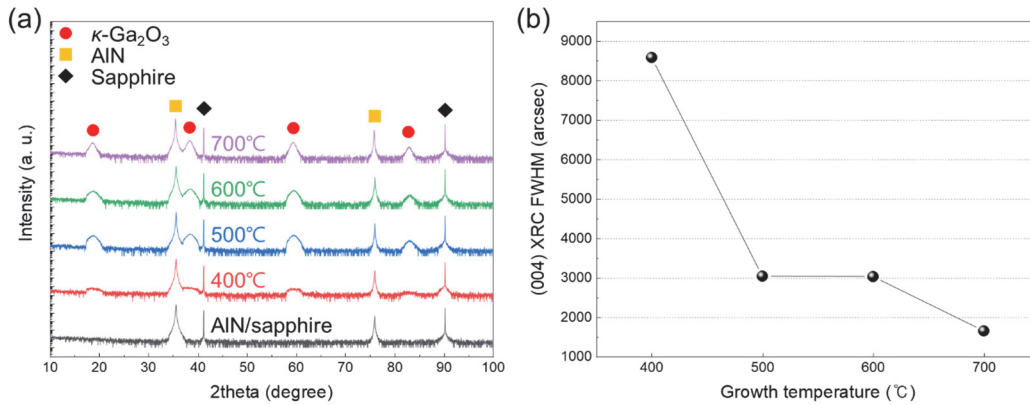 (a)
κ-Ga₂O₃
AlN
Sapphire
700℃
600℃
500℃
400℃
AlN/sapphire
Intensity (a. u.)
10 20 30 40 50 60 70 80 90 100
2theta (degree)
(b)
9000
8000
7000
6000
5000
4000
3000
2000
1000
(004) XRC FWHM (arcsec)
400 500 600 700
Growth temperature (℃)